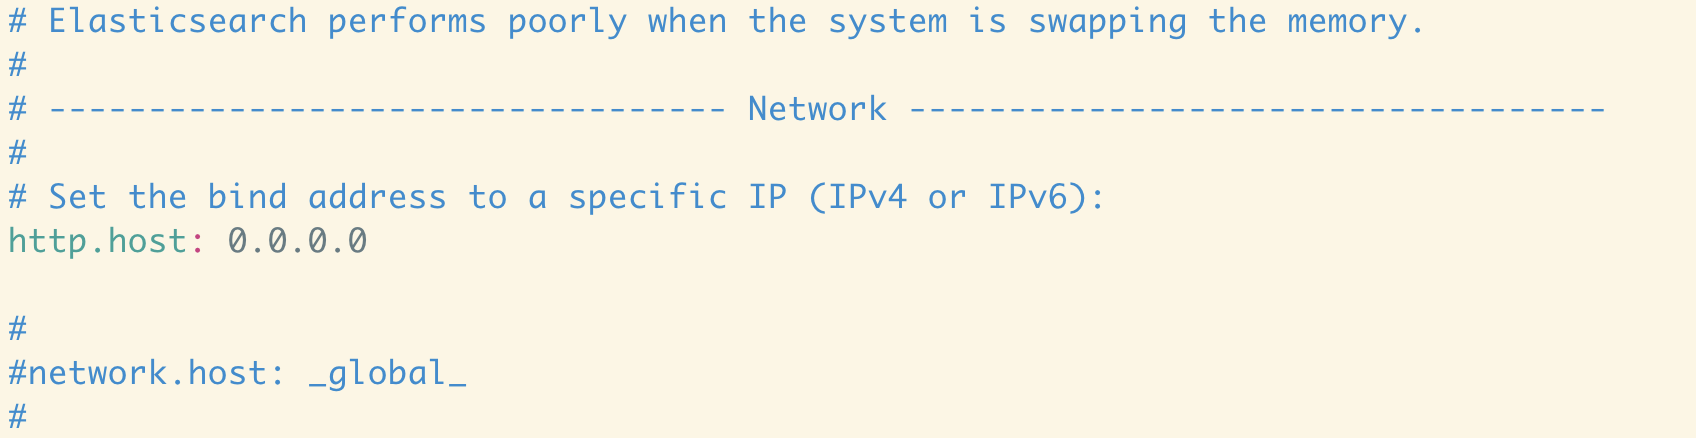 # Elasticsearch performs poorly when the system is swapping the memory.
#
# ---------------------------------- Network -----------------------------------
#
# Set the bind address to a specific IP (IPv4 or IPv6):
http.host: 0.0.0.0
#
#network.host: _global_
#